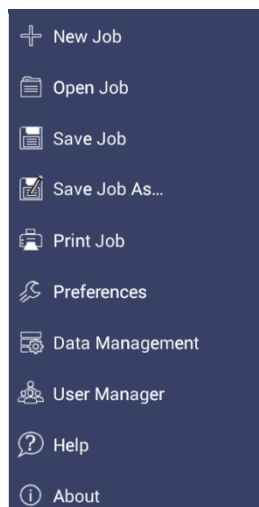 New Job
Open Job
Save Job
Save Job As...
Print Job
Preferences
Data Management
User Manager
Help
About